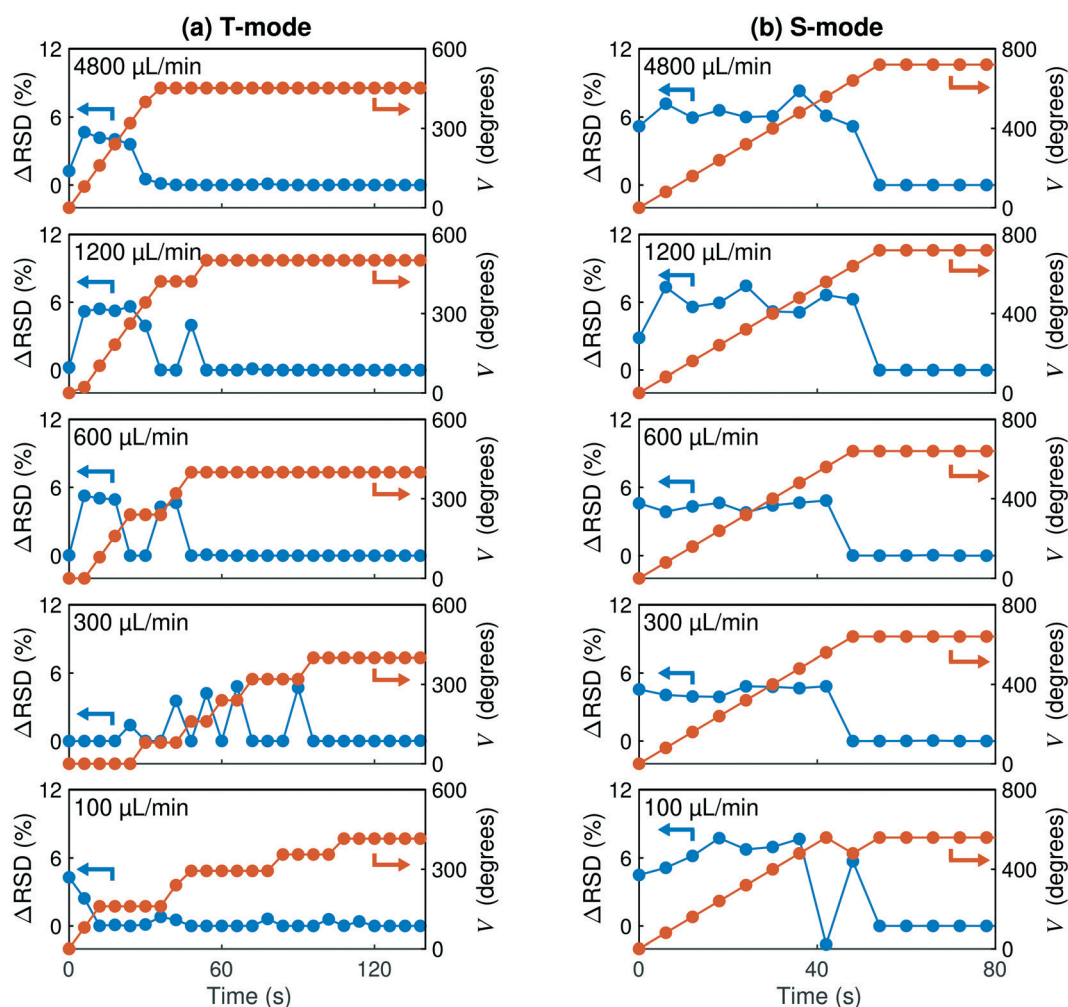 (a) T-mode
(b) S-mode
4800 µL/min
ΔRSD (%)
12
6
0
600
300
0
V (degrees)
4800 µL/min
ΔRSD (%)
12
6
0
800
400
0
V (degrees)
1200 µL/min
ΔRSD (%)
12
6
0
600
300
0
V (degrees)
1200 µL/min
ΔRSD (%)
12
6
0
800
400
0
V (degrees)
600 µL/min
ΔRSD (%)
12
6
0
600
300
0
V (degrees)
600 µL/min
ΔRSD (%)
12
6
0
800
400
0
V (degrees)
300 µL/min
ΔRSD (%)
12
6
0
600
300
0
V (degrees)
300 µL/min
ΔRSD (%)
12
6
0
800
400
0
V (degrees)
100 µL/min
ΔRSD (%)
12
6
0
600
300
0
V (degrees)
0 60 120
Time (s)
100 µL/min
ΔRSD (%)
12
6
0
800
400
0
V (degrees)
0 40 80
Time (s)